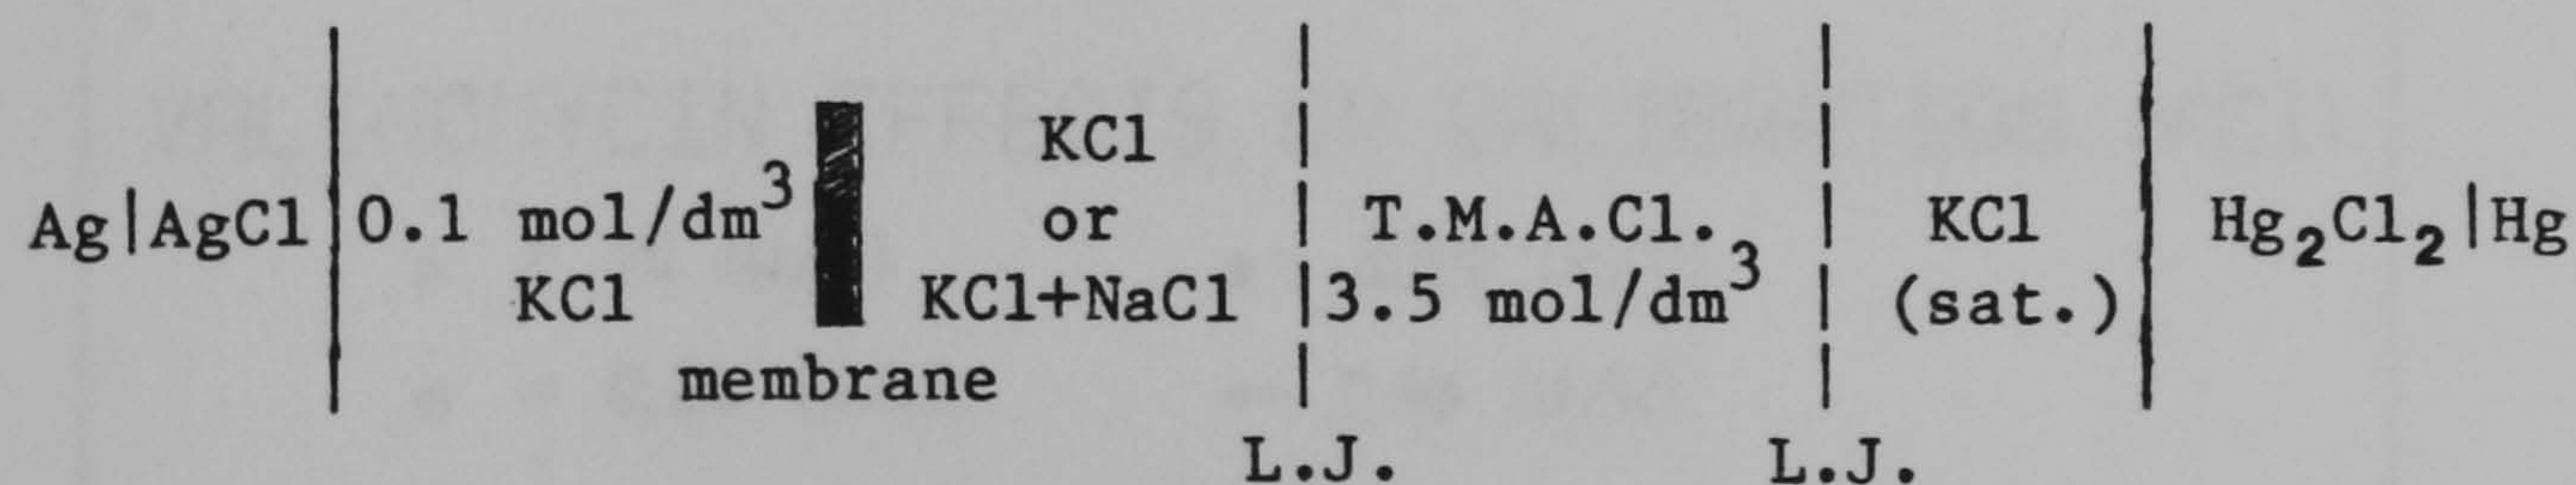 KCl
Ag|AgCl|0.1 mol/dm³ or | T.M.A.Cl. | KCl Hg₂Cl₂|Hg
KCl KCl+NaCl |3.5 mol/dm³ | (sat.)
membrane
L.J. L.J.